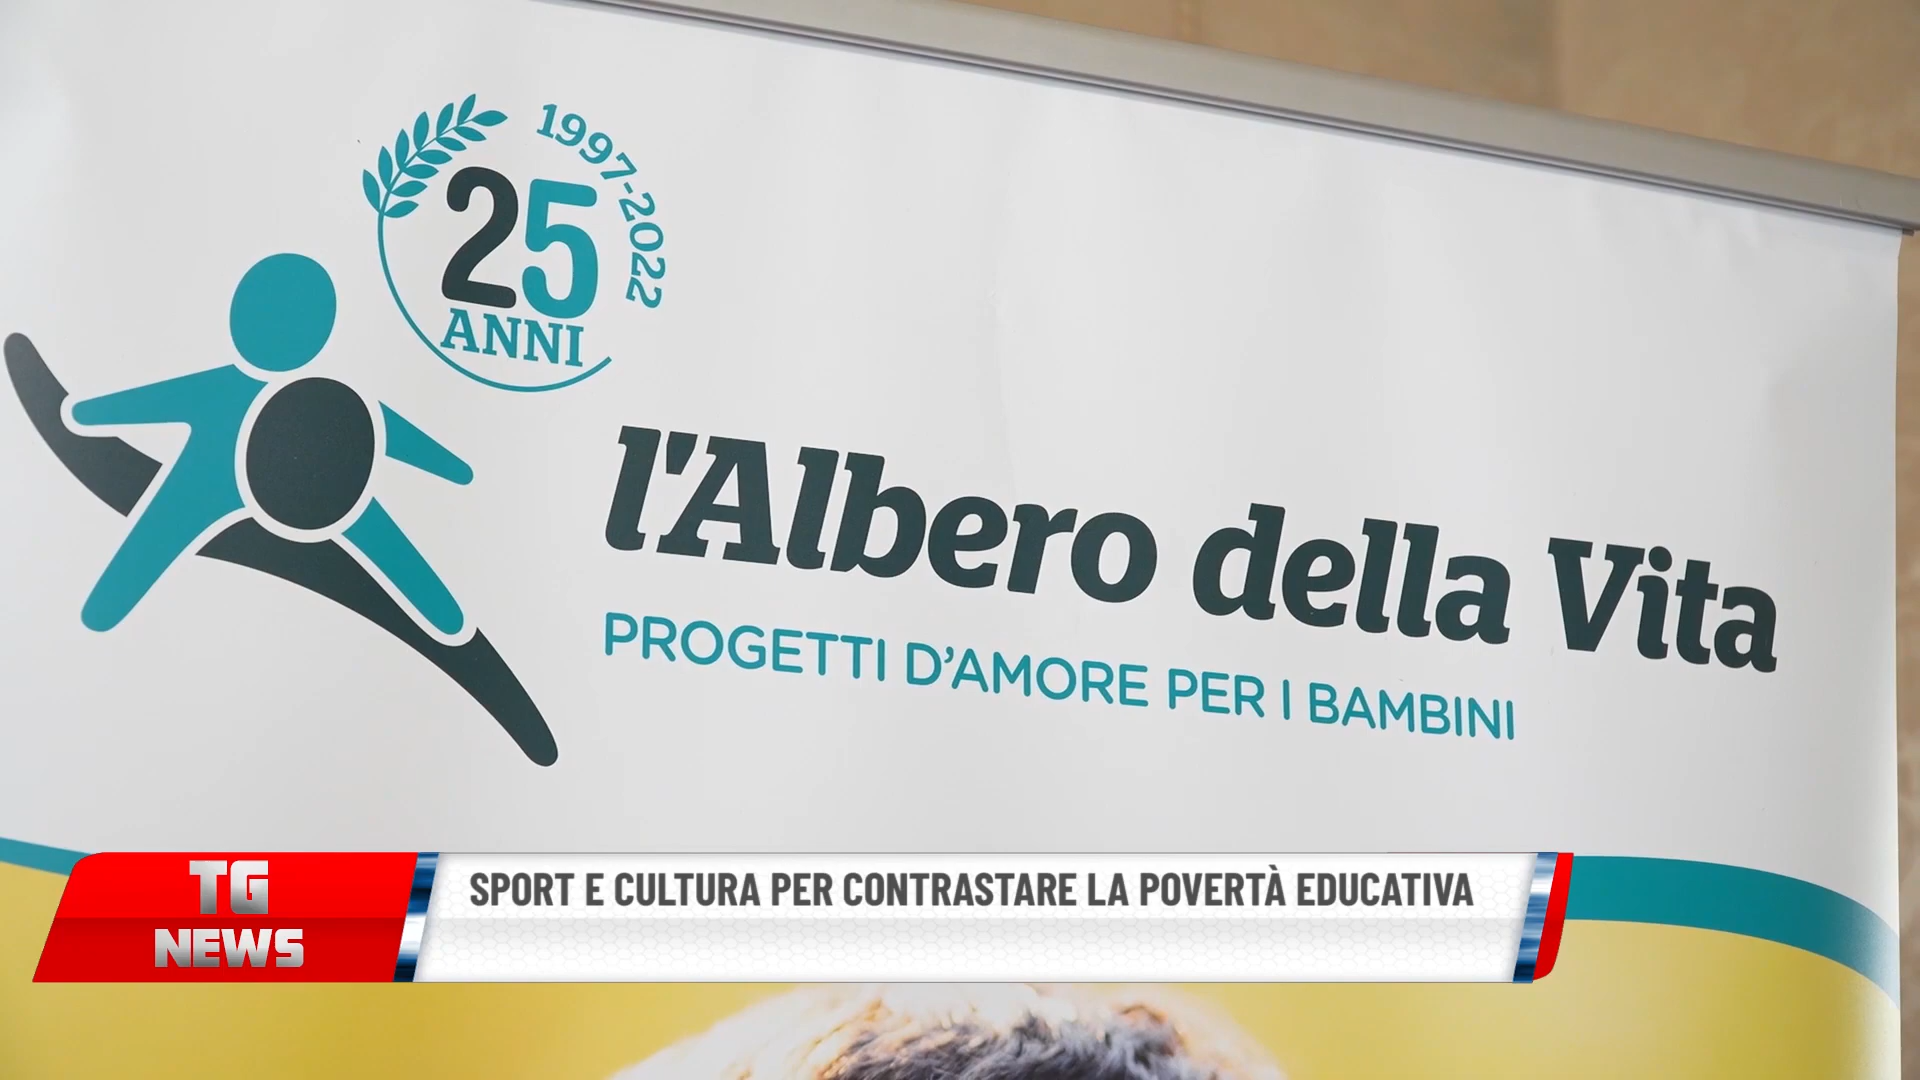 1997-2022
25
ANNI
l'Albero della Vita
PROGETTI D'AMORE PER I BAMBINI
TG
NEWS
SPORT E CULTURA PER CONTRASTARE LA POVERTÀ EDUCATIVA